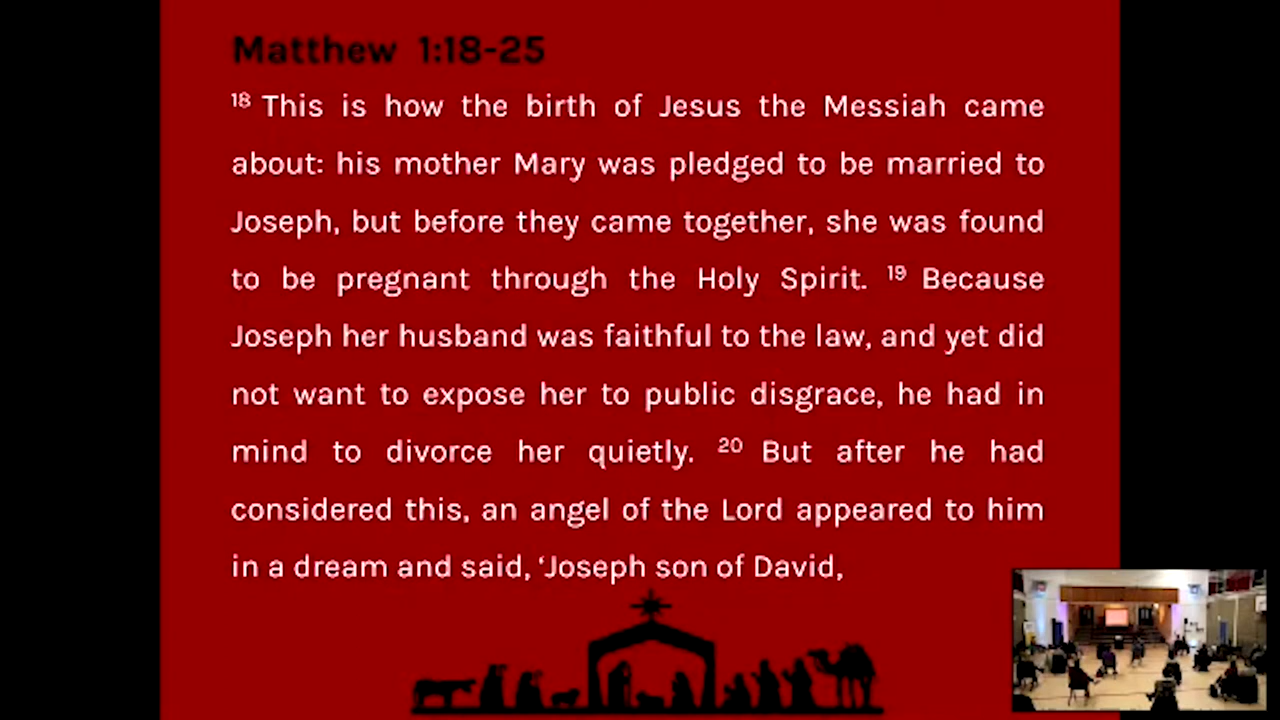 Matthew 1:18-25
18 This is how the birth of Jesus the Messiah came
about: his mother Mary was pledged to be married to
Joseph, but before they came together, she was found
to be pregnant through the Holy Spirit. 19 Because
Joseph her husband was faithful to the law, and yet did
not want to expose her to public disgrace, he had in
mind to divorce her quietly. 20 But after he had
considered this, an angel of the Lord appeared to him
in a dream and said, ‘Joseph son of David,